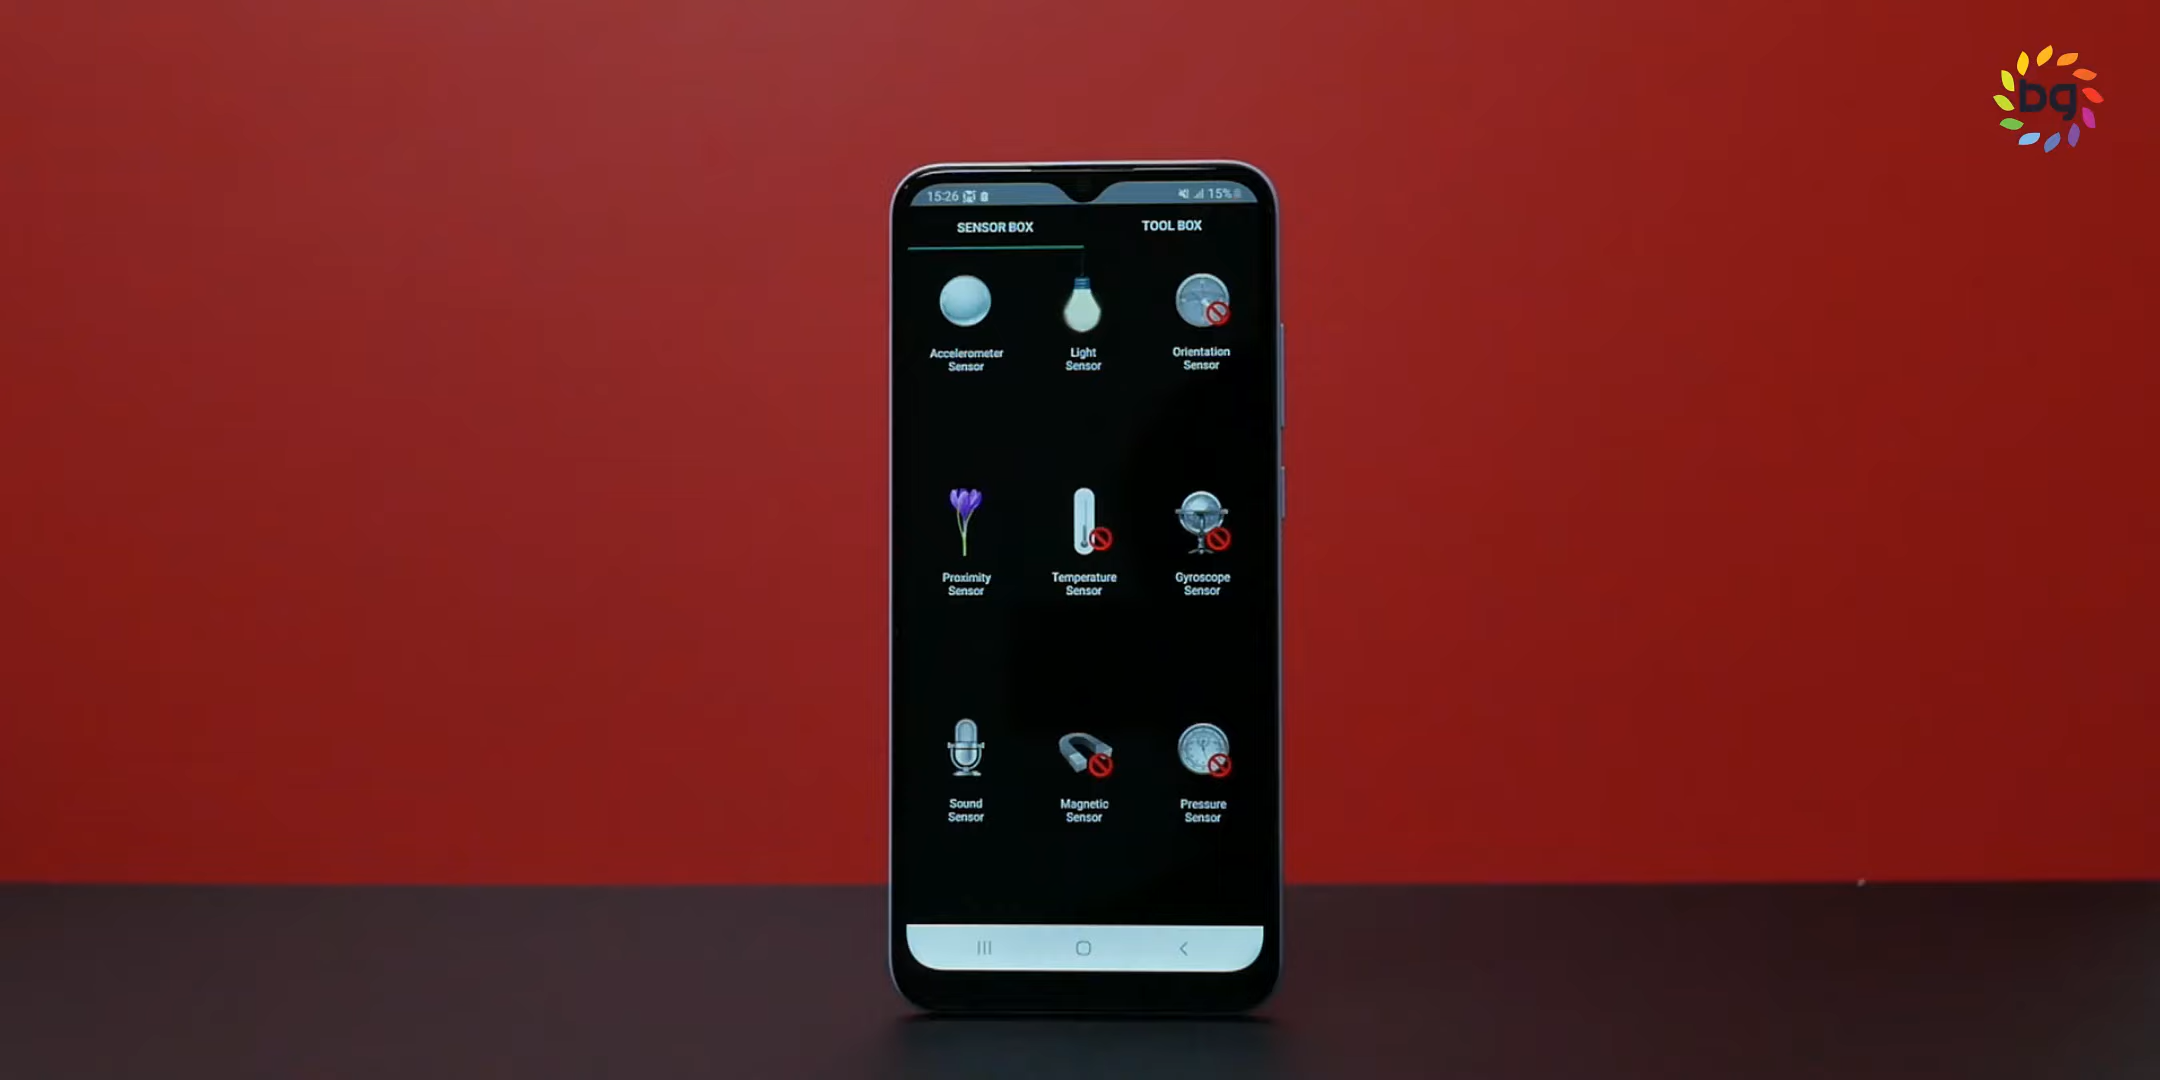 bg
15:26 15%
SENSOR BOX TOOL BOX
Accelerometer
Sensor
Light
Sensor
Orientation
Sensor
Proximity
Sensor
Temperature
Sensor
Gyroscope
Sensor
Sound
Sensor
Magnetic
Sensor
Pressure
Sensor